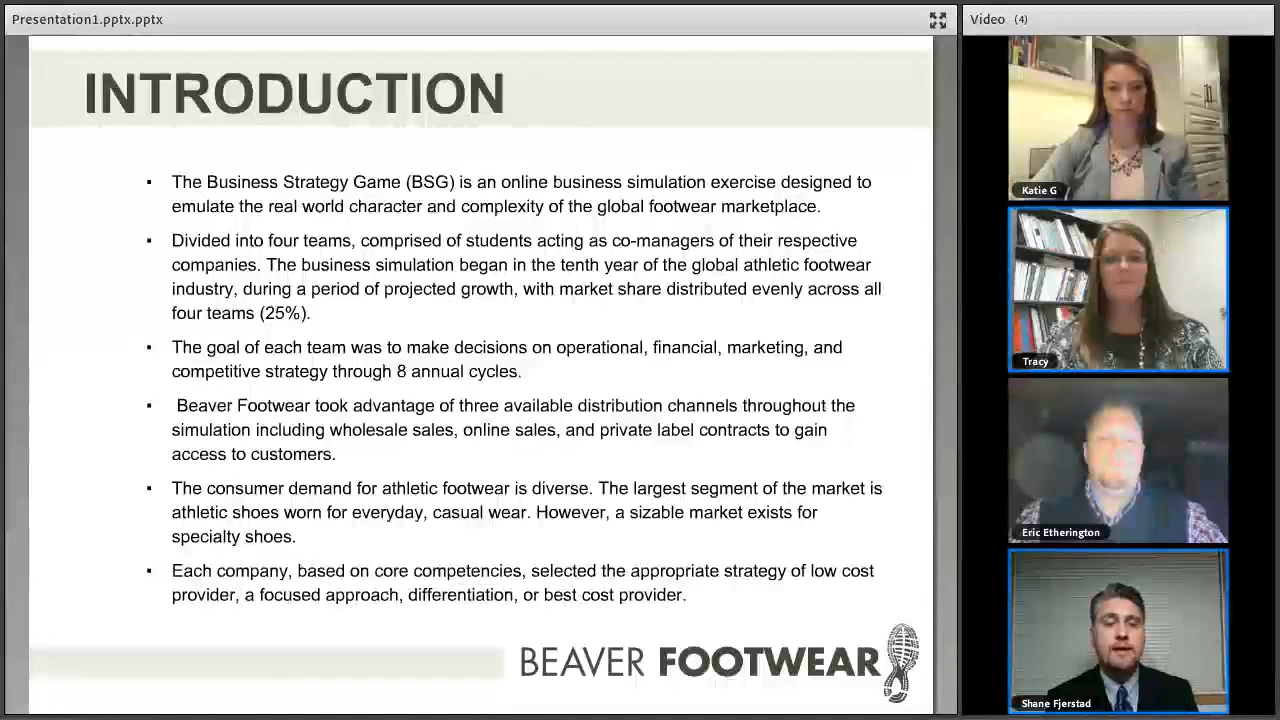 Presentation1.pptx.pptx
Video (4)
INTRODUCTION
▪ The Business Strategy Game (BSG) is an online business simulation exercise designed to
emulate the real world character and complexity of the global footwear marketplace.
▪ Divided into four teams, comprised of students acting as co-managers of their respective
companies. The business simulation began in the tenth year of the global athletic footwear
industry, during a period of projected growth, with market share distributed evenly across all
four teams (25%).
▪ The goal of each team was to make decisions on operational, financial, marketing, and
competitive strategy through 8 annual cycles.
▪ Beaver Footwear took advantage of three available distribution channels throughout the
simulation including wholesale sales, online sales, and private label contracts to gain
access to customers.
▪ The consumer demand for athletic footwear is diverse. The largest segment of the market is
athletic shoes worn for everyday, casual wear. However, a sizable market exists for
specialty shoes.
▪ Each company, based on core competencies, selected the appropriate strategy of low cost
provider, a focused approach, differentiation, or best cost provider.
BEAVER FOOTWEAR
Katie G
Tracy
Eric Etherington
Shane Fjerstad